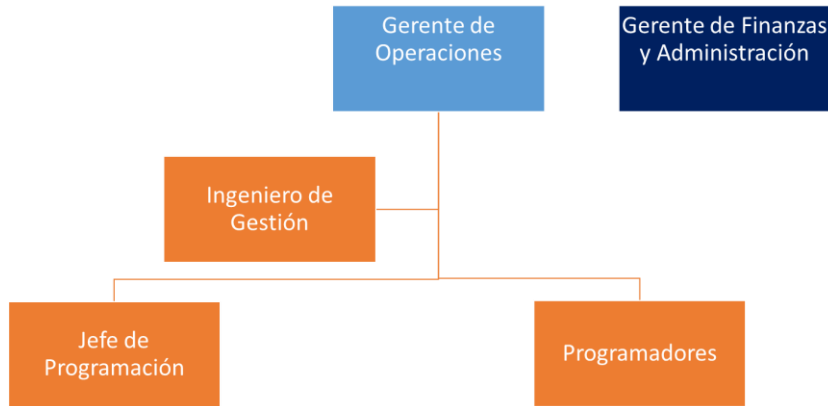 Gerente de
Operaciones
Gerente de Finanzas
y Administración
Ingeniero de
Gestión
Jefe de
Programación
Programadores